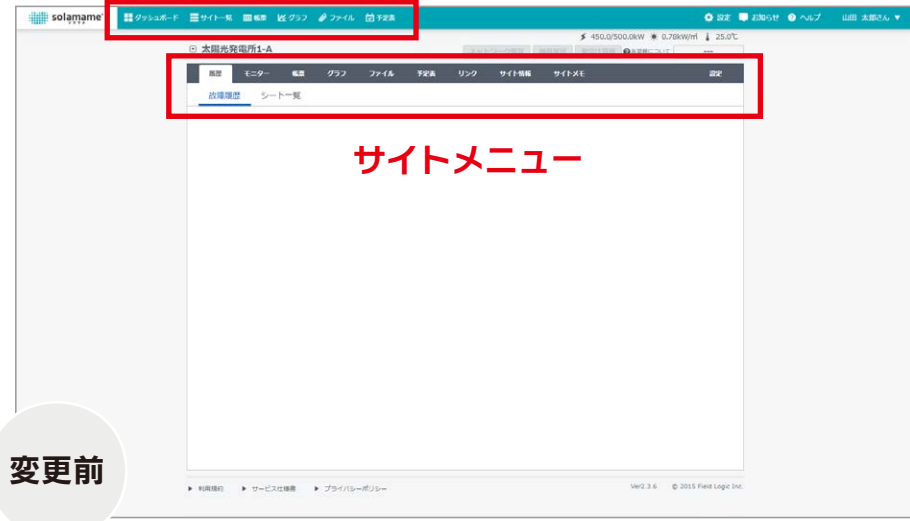 solamame ダッシュボード サイト一覧 帳票 グラフ ファイル 予定表 設定 お知らせ ヘルプ 山田 太郎さん ▼
450.0/500.0kW 0.78kW/㎡ 25.0℃
太陽光発電所1-A
履歴 モニター 帳票 グラフ ファイル 予定表 リンク サイト情報 サイトメモ 設定
故障履歴 シート一覧
サイトメニュー
変更前
▶ 利用規約 ▶ サービス仕様書 ▶ プライバシーポリシー Ver2.3.6 © 2015 Field Logic Inc.